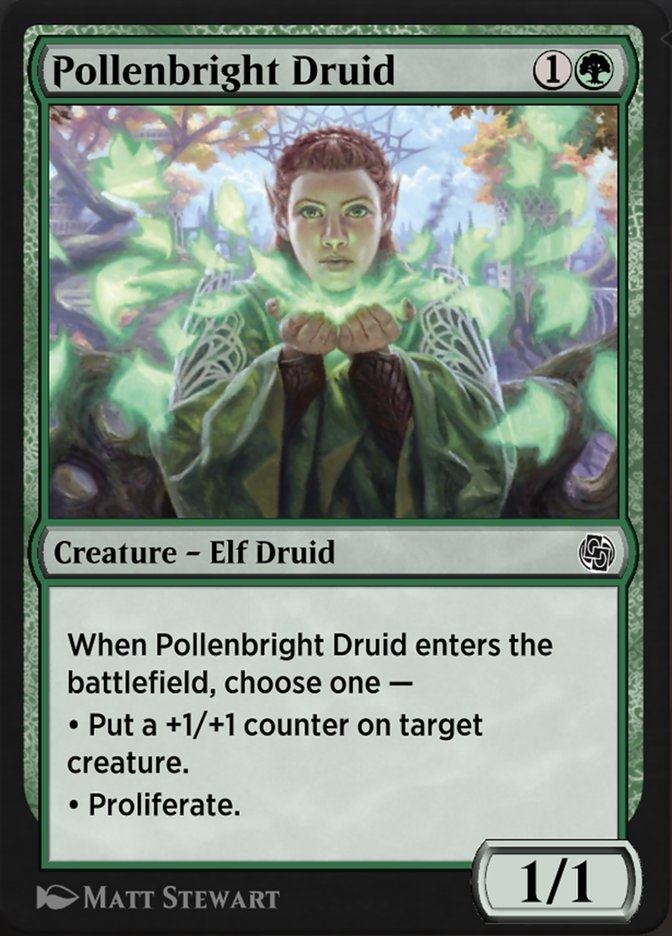 Pollenbright Druid 1
Creature – Elf Druid
When Pollenbright Druid enters the
battlefield, choose one —
• Put a +1/+1 counter on target
creature.
• Proliferate.
1/1
MATT STEWART